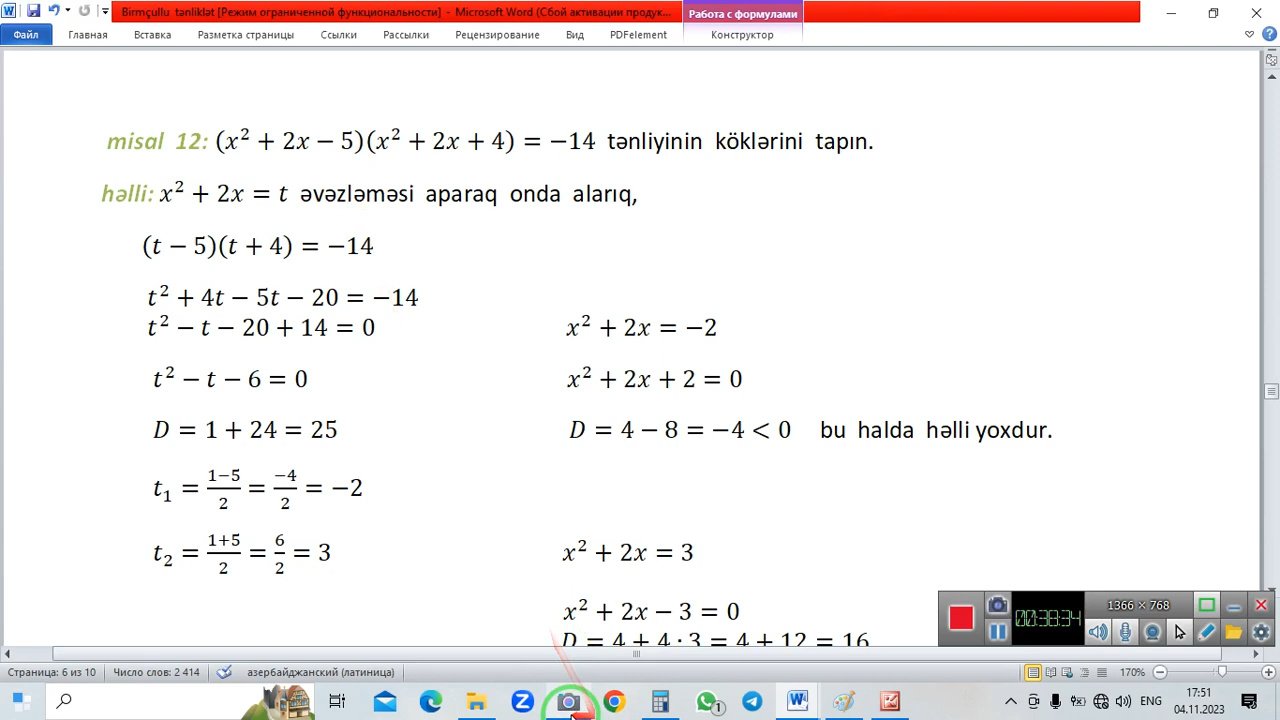 Birmçullu tənliklət [Режим ограниченной функциональности] - Microsoft Word (Сбой активации продук...
Работа с формулами
Файл Главная Вставка Разметка страницы Ссылки Рассылки Рецензирование Вид PDFelement Конструктор
misal 12: (x² + 2x − 5)(x² + 2x + 4) = −14 tənliyinin köklərini tapın.
həlli: x² + 2x = t əvəzləməsi aparaq onda alarıq,
(t − 5)(t + 4) = −14
t² + 4t − 5t − 20 = −14
t² − t − 20 + 14 = 0 x² + 2x = −2
t² − t − 6 = 0 x² + 2x + 2 = 0
D = 1 + 24 = 25 D = 4 − 8 = −4 < 0 bu halda həlli yoxdur.
t₁ = (1−5)/2 = (−4)/2 = −2
t₂ = (1+5)/2 = 6/2 = 3 x² + 2x = 3
x² + 2x − 3 = 0
D = 4 + 4 · 3 = 4 + 12 = 16
00:38:34 1366 × 768
Страница: 6 из 10 Число слов: 2 414 азербайджанский (латиница) 170%
1 ENG 17:51
04.11.2023